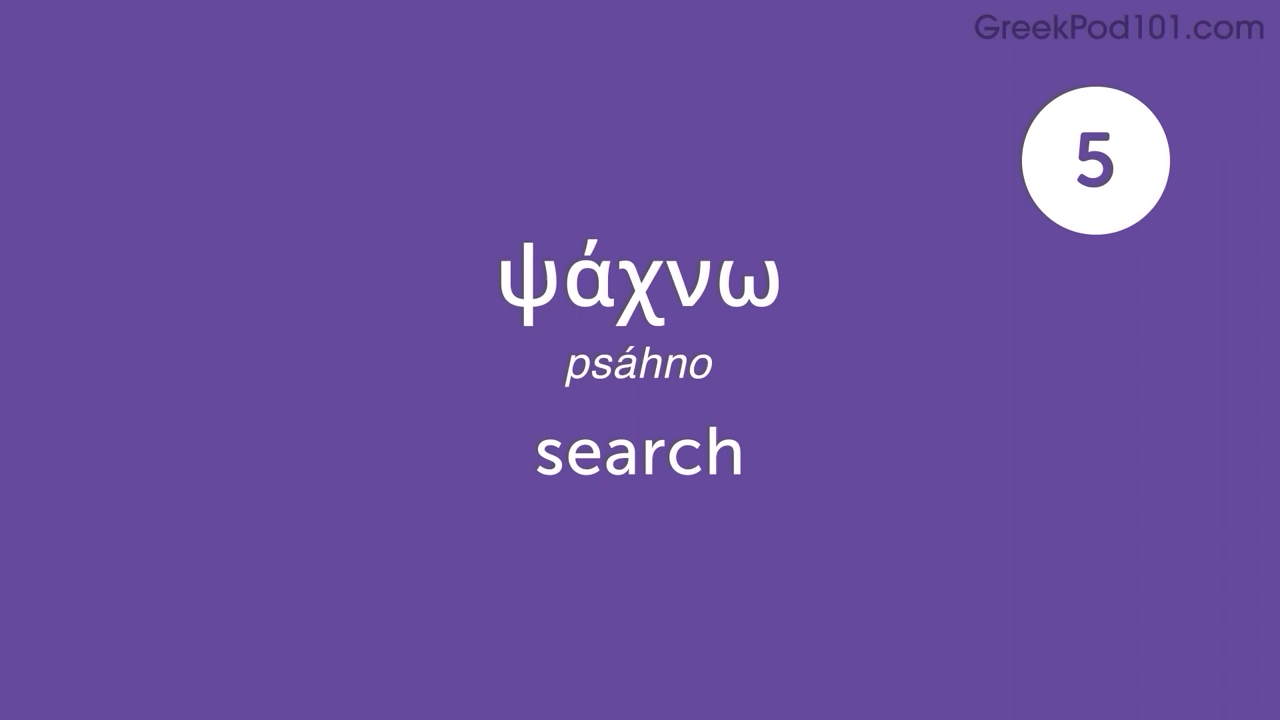 GreekPod101.com
5
ψάχνω
psáhno
search